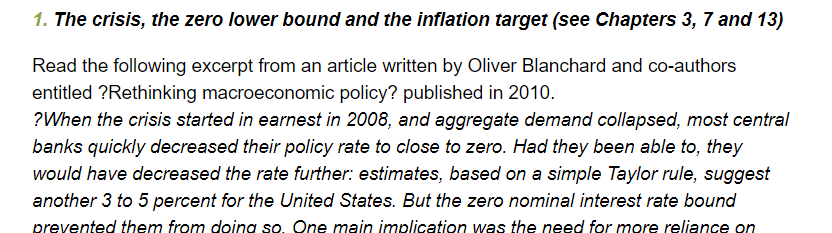 1. The crisis, the zero lower bound and the inflation target (see Chapters 3, 7 and 13)
Read the following excerpt from an article written by Oliver Blanchard and co-authors
entitled ?Rethinking macroeconomic policy? published in 2010.
?When the crisis started in earnest in 2008, and aggregate demand collapsed, most central
banks quickly decreased their policy rate to close to zero. Had they been able to, they
would have decreased the rate further: estimates, based on a simple Taylor rule, suggest
another 3 to 5 percent for the United States. But the zero nominal interest rate bound
prevented them from doing so. One main implication was the need for more reliance on